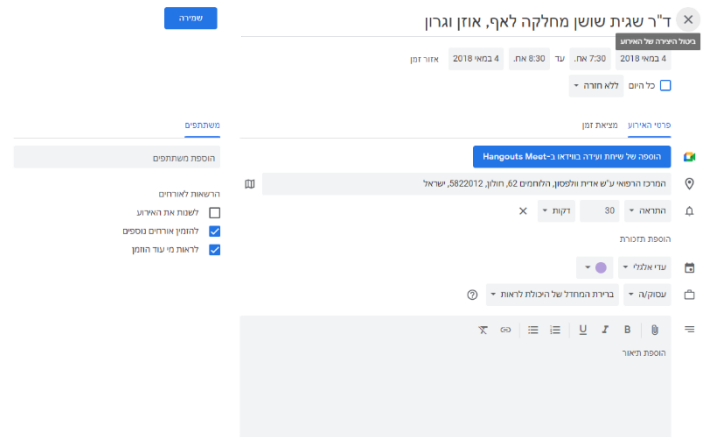 ד"ר שגית שושן מחלקה לאף, אוזן וגרון
שמירה
ביטול היצירה של האירוע
4 במאי 2018 7:30 אח. עד 8:30 אח. 4 במאי 2018 אזור זמן
כל היום ללא חזרה
פרטי האירוע מציאת זמן
הוספה של שיחת ועידה בווידאו ב-Hangouts Meet
המרכז הרפואי ע"ש אדית וולפסון, הלוחמים 62, חולון, 5822012, ישראל
התראה 30 דקות
הוספת תזכורת
עדי אלגלי
עסוק/ה ברירת המחדל של היכולת לראות
B I U
הוספת תיאור
משתתפים
הוספת משתתפים
הרשאות לאורחים
לשנות את האירוע
להזמין אורחים נוספים
לראות מי עוד הוזמן